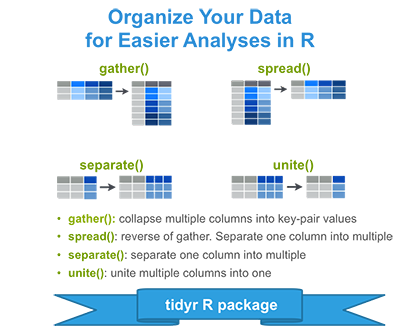 Organize Your Data
for Easier Analyses in R
gather()
spread()
separate()
unite()
• gather(): collapse multiple columns into key-pair values
• spread(): reverse of gather. Separate one column into multiple
• separate(): separate one column into multiple
• unite(): unite multiple columns into one
tidyr R package